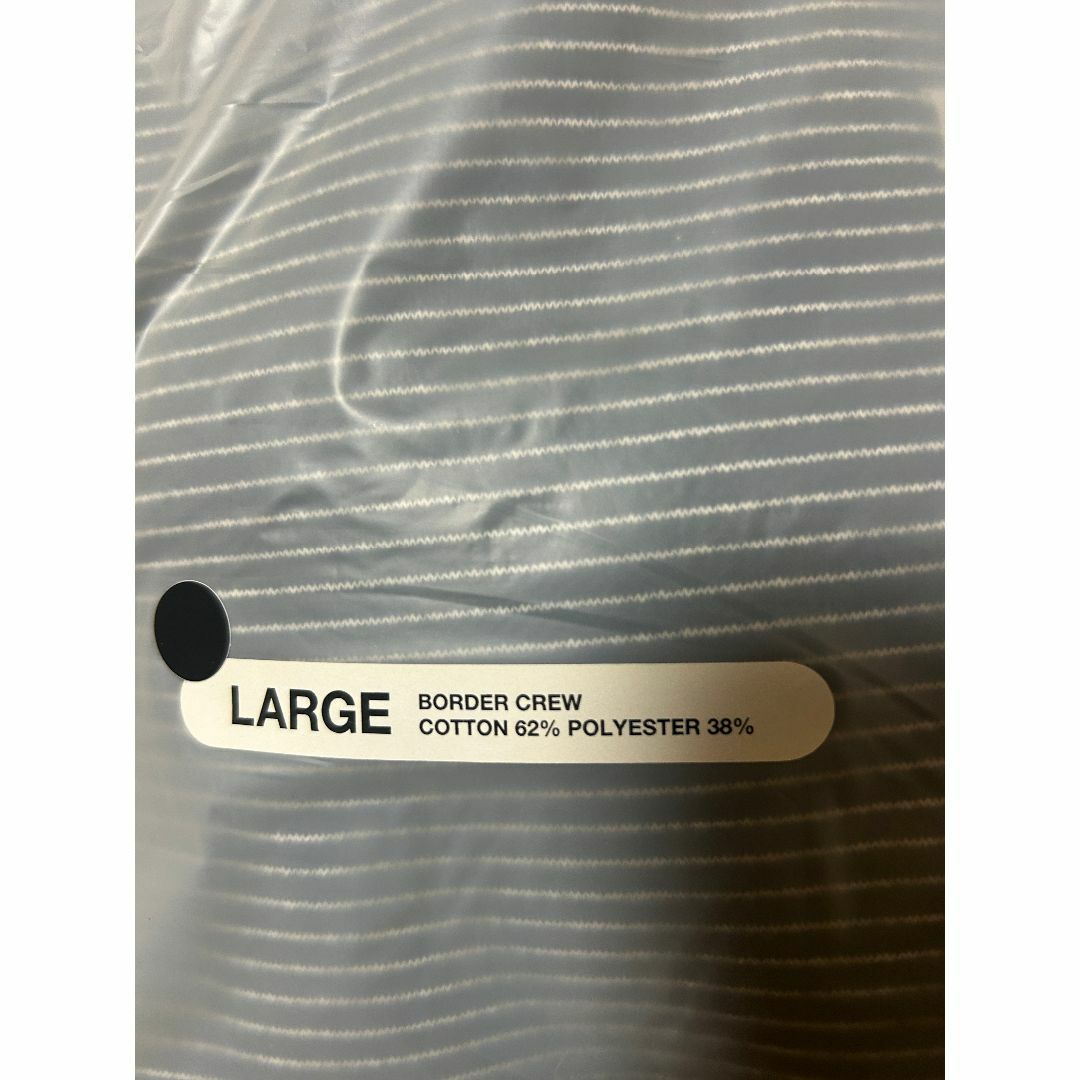 LARGE
BORDER CREW
COTTON 62% POLYESTER 38%